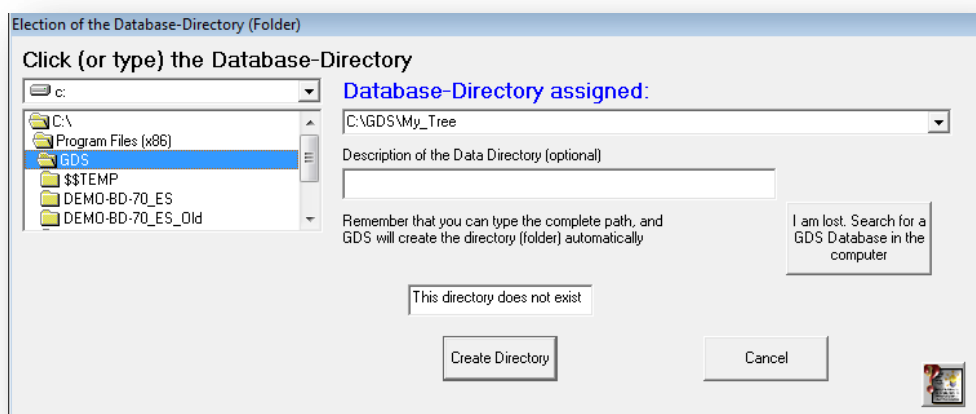 Election of the Database-Directory (Folder)
Click (or type) the Database-Directory
c:
C:\
Program Files (x86)
GDS
$$TEMP
DEMO-BD-70_ES
DEMO-BD-70_ES_Old
Database-Directory assigned:
C:\GDS\My_Tree
Description of the Data Directory (optional)
Remember that you can type the complete path, and
GDS will create the directory (folder) automatically
I am lost. Search for a
GDS Database in the
computer
This directory does not exist
Create Directory
Cancel